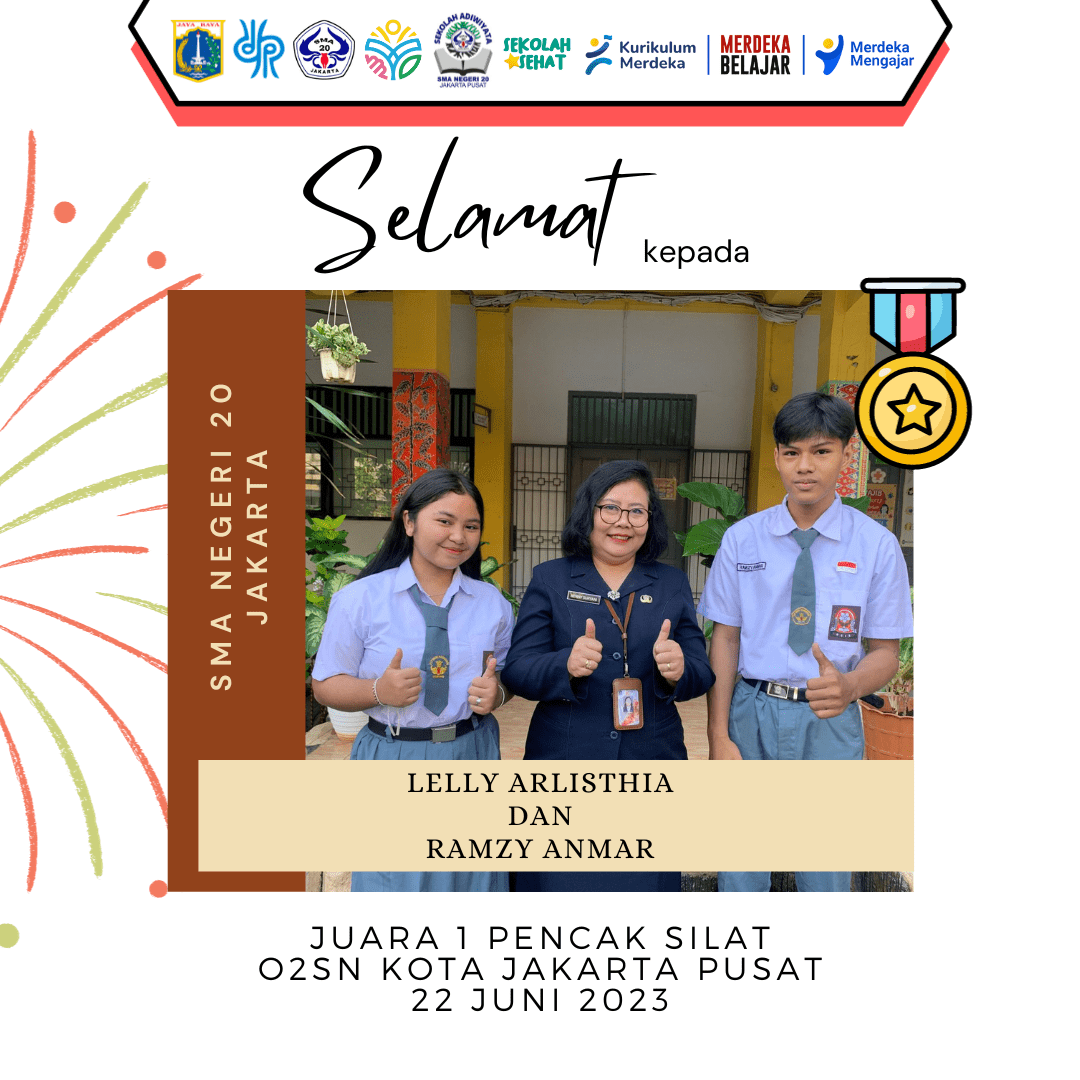 JAYA RAYA
SMA
20
JAKARTA
SEKOLAH ADIWIYATA
SMA NEGERI 20
JAKARTA PUSAT
SEKOLAH
SEHAT
Kurikulum
Merdeka
MERDEKA
BELAJAR
Merdeka
Mengajar
Selamat
kepada
SMA NEGERI 20
JAKARTA
LELLY ARLISTHIA
DAN
RAMZY ANMAR
JUARA 1 PENCAK SILAT
O2SN KOTA JAKARTA PUSAT
22 JUNI 2023